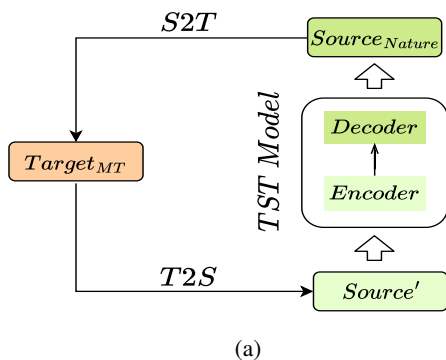 S2T
Source_Nature
Target_MT
TST Model
Decoder
Encoder
T2S
Source'
(a)